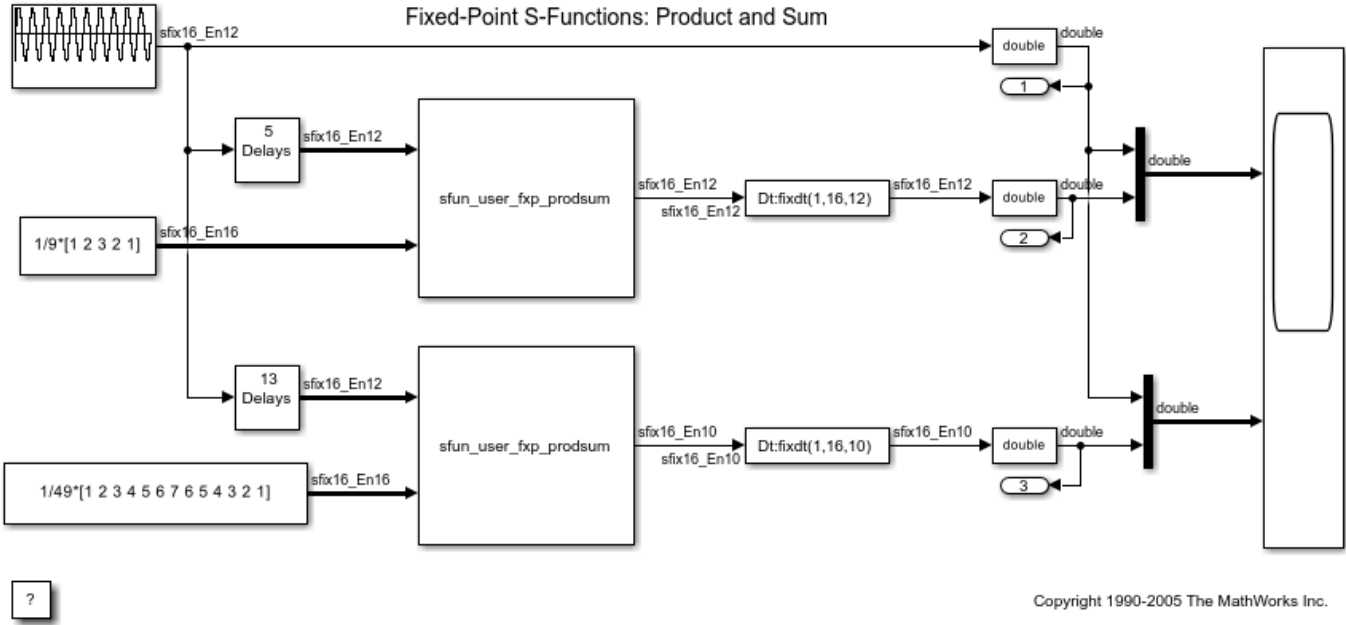 Fixed-Point S-Functions: Product and Sum
sfix16_En12
double
double
1
5
Delays
sfix16_En12
sfun_user_fxp_prodsum
sfix16_En12
sfix16_En12
Dt:fixdt(1,16,12)
sfix16_En12
double
double
2
double
1/9*[1 2 3 2 1]
sfix16_En16
13
Delays
sfix16_En12
sfun_user_fxp_prodsum
sfix16_En10
sfix16_En10
Dt:fixdt(1,16,10)
sfix16_En10
double
double
3
double
1/49*[1 2 3 4 5 6 7 6 5 4 3 2 1]
sfix16_En16
?
Copyright 1990-2005 The MathWorks Inc.